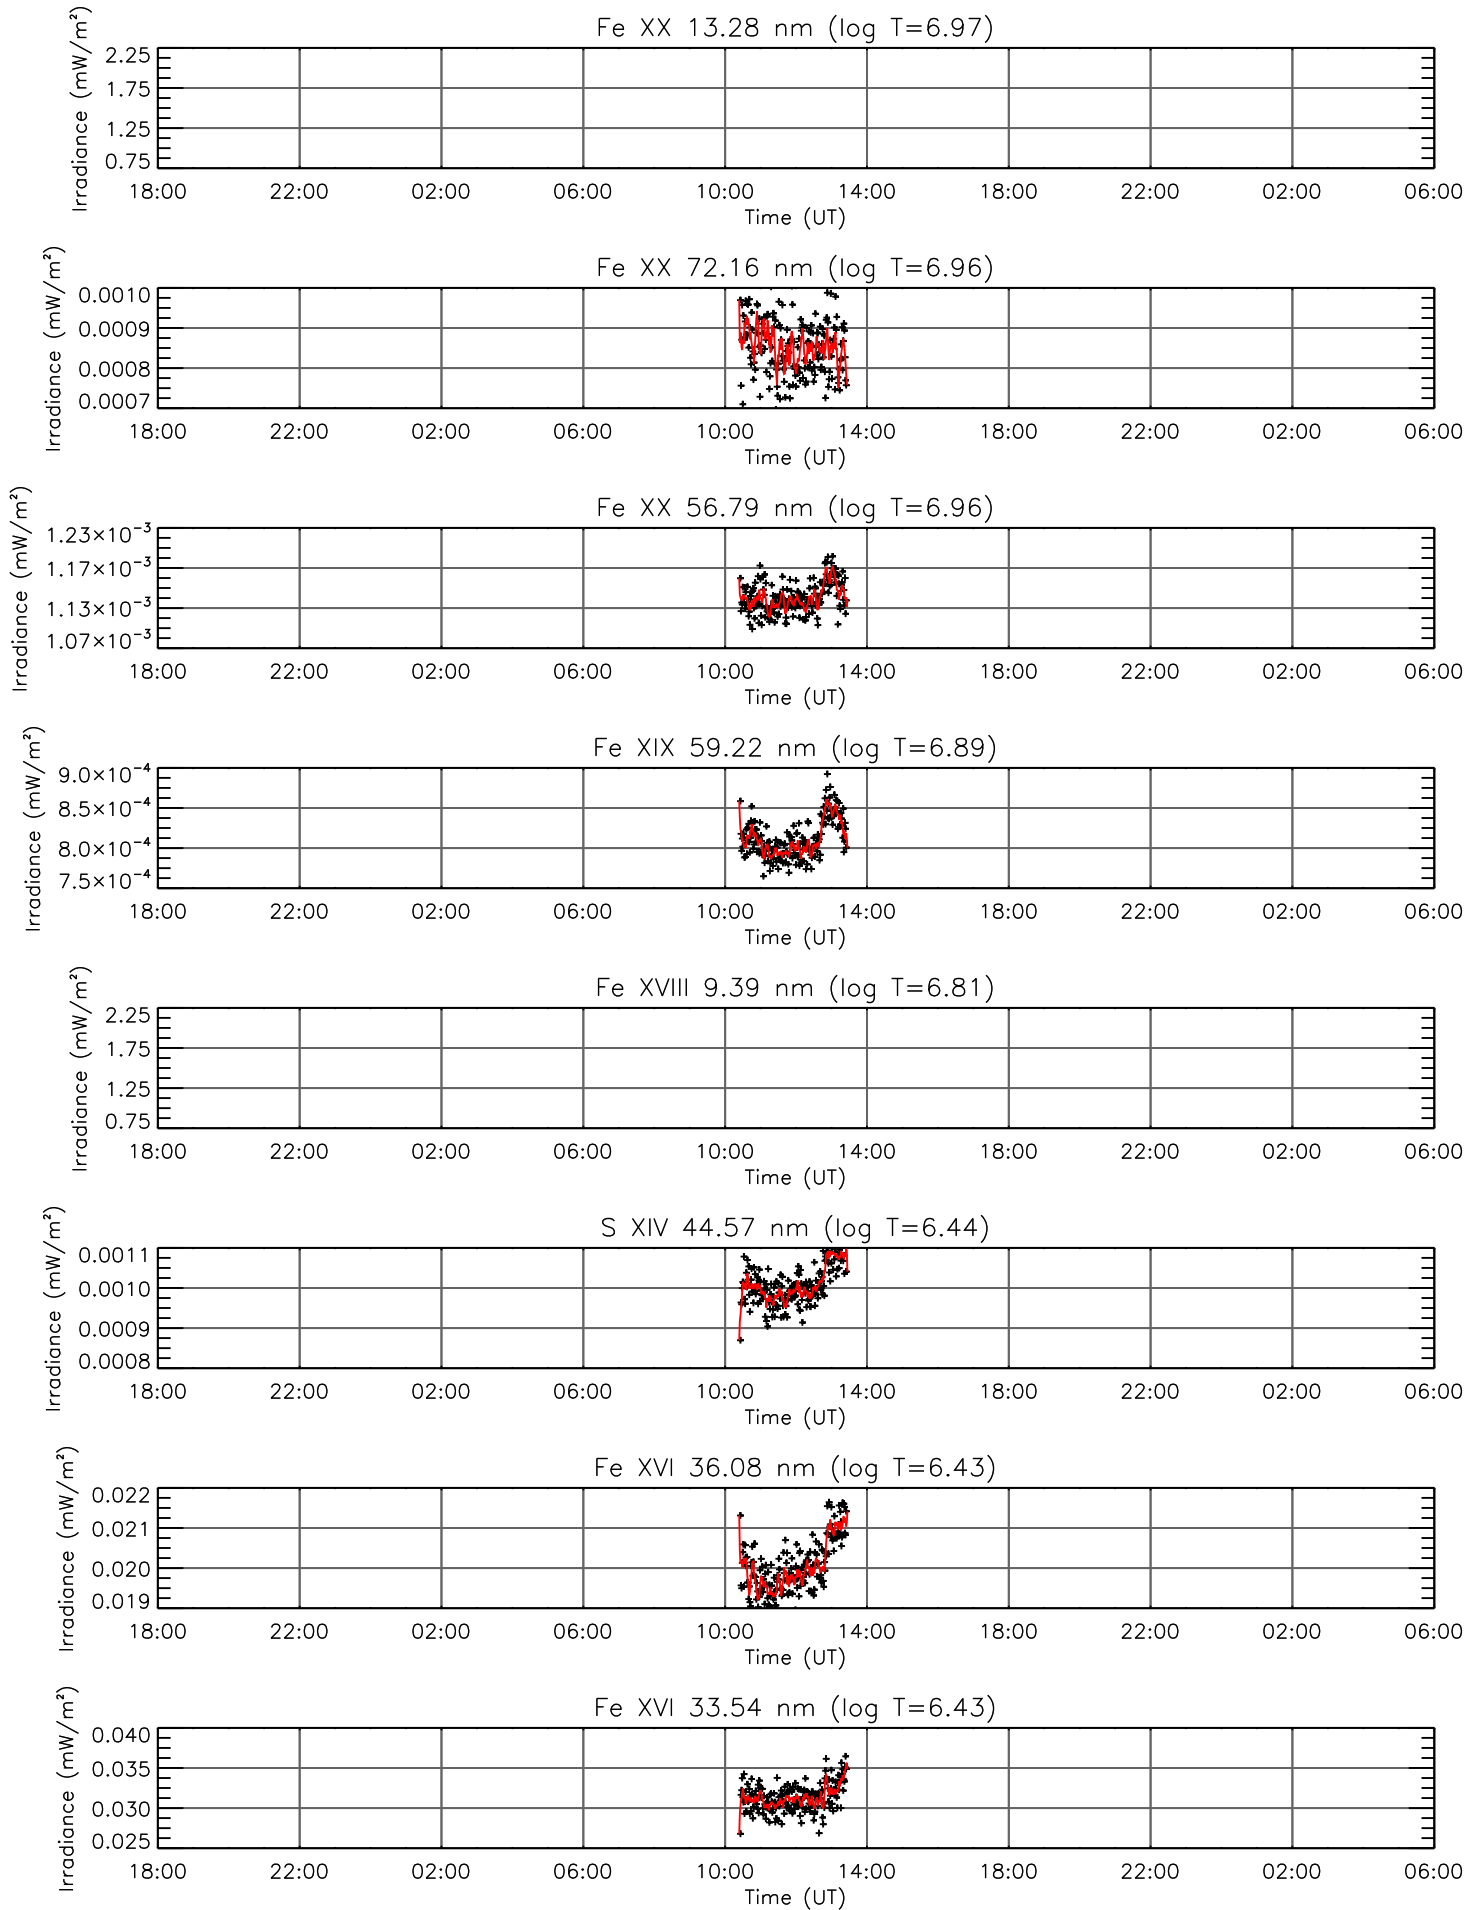 Fe XX 13.28 nm (log T=6.97)
Irradiance (mW/m²)
2.25
1.75
1.25
0.75
18:00 22:00 02:00 06:00 10:00 14:00 18:00 22:00 02:00 06:00
Time (UT)
Fe XX 72.16 nm (log T=6.96)
Irradiance (mW/m²)
0.0010
0.0009
0.0008
0.0007
18:00 22:00 02:00 06:00 10:00 14:00 18:00 22:00 02:00 06:00
Time (UT)
Fe XX 56.79 nm (log T=6.96)
Irradiance (mW/m²)
1.23×10⁻³
1.17×10⁻³
1.13×10⁻³
1.07×10⁻³
18:00 22:00 02:00 06:00 10:00 14:00 18:00 22:00 02:00 06:00
Time (UT)
Fe XIX 59.22 nm (log T=6.89)
Irradiance (mW/m²)
9.0×10⁻⁴
8.5×10⁻⁴
8.0×10⁻⁴
7.5×10⁻⁴
18:00 22:00 02:00 06:00 10:00 14:00 18:00 22:00 02:00 06:00
Time (UT)
Fe XVIII 9.39 nm (log T=6.81)
Irradiance (mW/m²)
2.25
1.75
1.25
0.75
18:00 22:00 02:00 06:00 10:00 14:00 18:00 22:00 02:00 06:00
Time (UT)
S XIV 44.57 nm (log T=6.44)
Irradiance (mW/m²)
0.0011
0.0010
0.0009
0.0008
18:00 22:00 02:00 06:00 10:00 14:00 18:00 22:00 02:00 06:00
Time (UT)
Fe XVI 36.08 nm (log T=6.43)
Irradiance (mW/m²)
0.022
0.021
0.020
0.019
18:00 22:00 02:00 06:00 10:00 14:00 18:00 22:00 02:00 06:00
Time (UT)
Fe XVI 33.54 nm (log T=6.43)
Irradiance (mW/m²)
0.040
0.035
0.030
0.025
18:00 22:00 02:00 06:00 10:00 14:00 18:00 22:00 02:00 06:00
Time (UT)